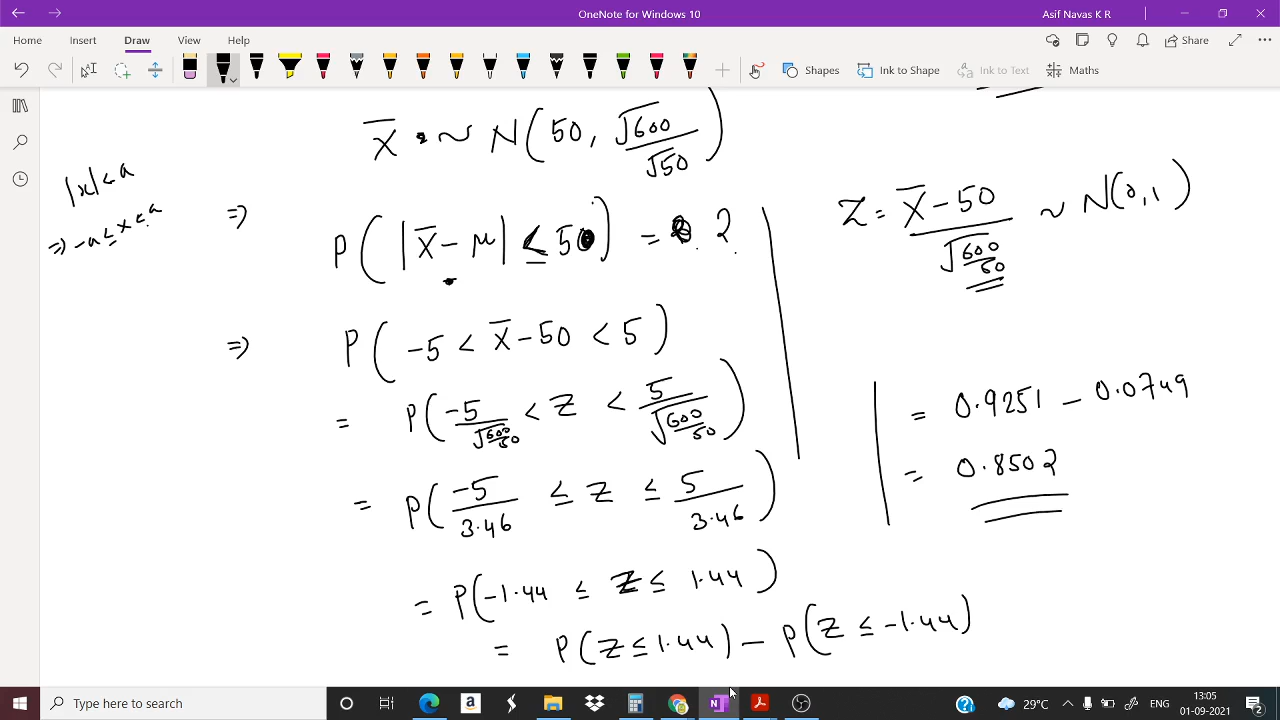 OneNote for Windows 10
Asif Navas K R
Home Insert Draw View Help
Share
Shapes
Ink to Shape
Ink to Text
Maths
X̄ ~ N(50, √600/√50)
|x| < a
⇒ -a ≤ x ≤ a
⇒ P(|X̄ - μ| ≤ 5) = ?
⇒ P(-5 < X̄ - 50 < 5)
= P(-5/√(600/50) < Z < 5/√(600/50))
= P(-5/3.46 ≤ Z ≤ 5/3.46)
= P(-1.44 ≤ Z ≤ 1.44)
= P(Z ≤ 1.44) - P(Z ≤ -1.44)
Z = X̄ - 50/√(600/50) ~ N(0,1)
= 0.9251 - 0.0749
= 0.8502
Type here to search
29°C
ENG
13:05
01-09-2021
2